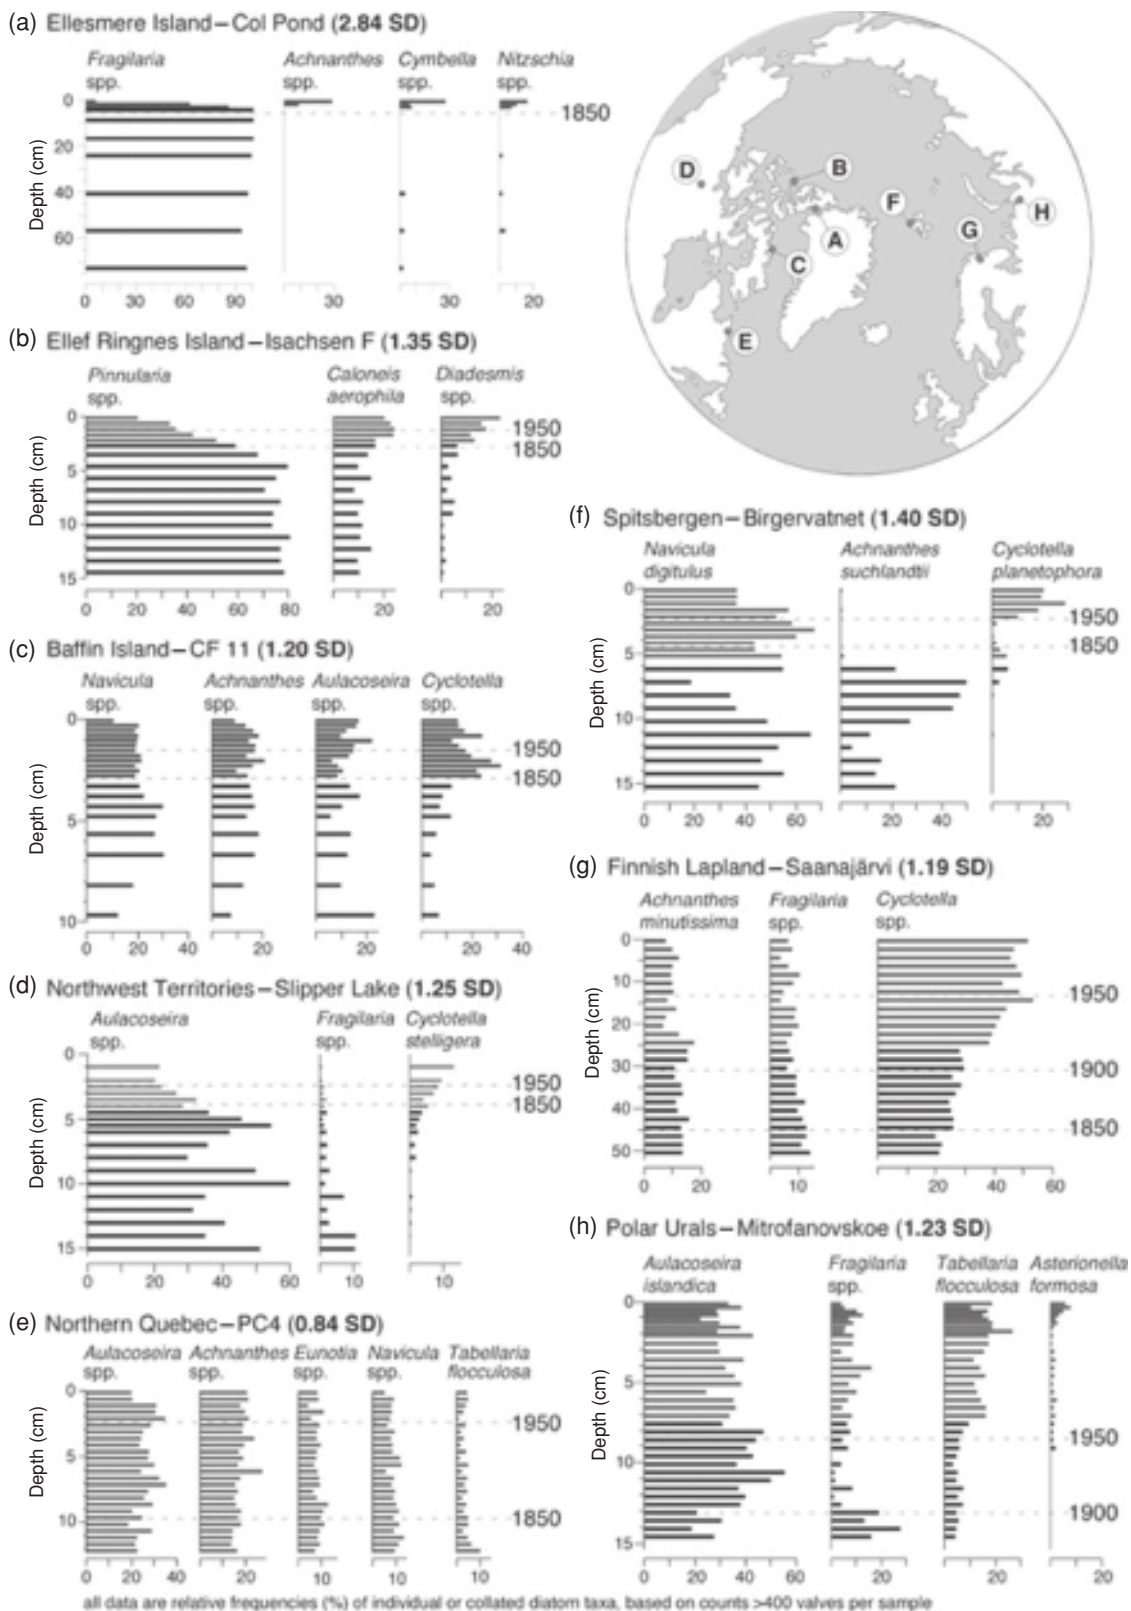 (a) Ellesmere Island–Col Pond (2.84 SD)
Fragilaria spp.
Achnanthes spp.
Cymbella spp.
Nitzschia spp.
Depth (cm)
0
20
40
60
1850
0 30 60 90
30
30
20
(b) Ellef Ringnes Island–Isachsen F (1.35 SD)
Pinnularia spp.
Caloneis aerophila
Diadesmis spp.
Depth (cm)
0
5
10
15
1950
1850
0 20 40 60 80
20
20
(c) Baffin Island–CF 11 (1.20 SD)
Navicula spp.
Achnanthes spp.
Aulacoseira spp.
Cyclotella spp.
Depth (cm)
0
5
10
1950
1850
0 20 40
20
20
0 20 40
(d) Northwest Territories–Slipper Lake (1.25 SD)
Aulacoseira spp.
Fragilaria spp.
Cyclotella stelligera
Depth (cm)
0
5
10
15
1950
1850
0 20 40 60
10
10
(e) Northern Quebec–PC4 (0.84 SD)
Aulacoseira spp.
Achnanthes spp.
Eunotia spp.
Navicula spp.
Tabellaria flocculosa
Depth (cm)
0
5
10
1950
1850
0 20 40
20
10
10
10
A
B
C
D
E
F
G
H
(f) Spitsbergen–Birgervatnet (1.40 SD)
Navicula digitulus
Achnanthes suchlandtii
Cyclotella planetophora
Depth (cm)
0
5
10
15
1950
1850
0 20 40 60
0 20 40
20
(g) Finnish Lapland–Saanajärvi (1.19 SD)
Achnanthes minutissima
Fragilaria spp.
Cyclotella spp.
Depth (cm)
0
10
20
30
40
50
1950
1900
1850
0 20
10
20 40 60
(h) Polar Urals–Mitrofanovskoe (1.23 SD)
Aulacoseira islandica
Fragilaria spp.
Tabellaria flocculosa
Asterionella formosa
Depth (cm)
0
5
10
15
1950
1900
0 20 40 60
20
20
20
all data are relative frequencies (%) of individual or collated diatom taxa, based on counts >400 valves per sample